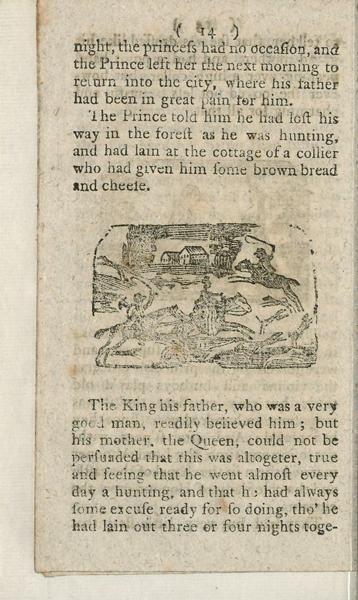 ( 14 )
night, the princeſs had no occaſion, and
the Prince left her the next morning to
return into the city, where his father
had been in great pain for him.
The Prince told him he had loſt his
way in the foreſt as he was hunting,
and had lain at the cottage of a collier
who had given him ſome brown bread
and cheeſe.
The King his father, who was a very
good man, readily believed him ; but
his mother, the Queen, could not be
perſuaded that this was altogeter, true
and ſeeing that he went almoſt every
day a hunting, and that h: had always
ſome excuſe ready for ſo doing, tho' he
had lain out three or four nights toge-